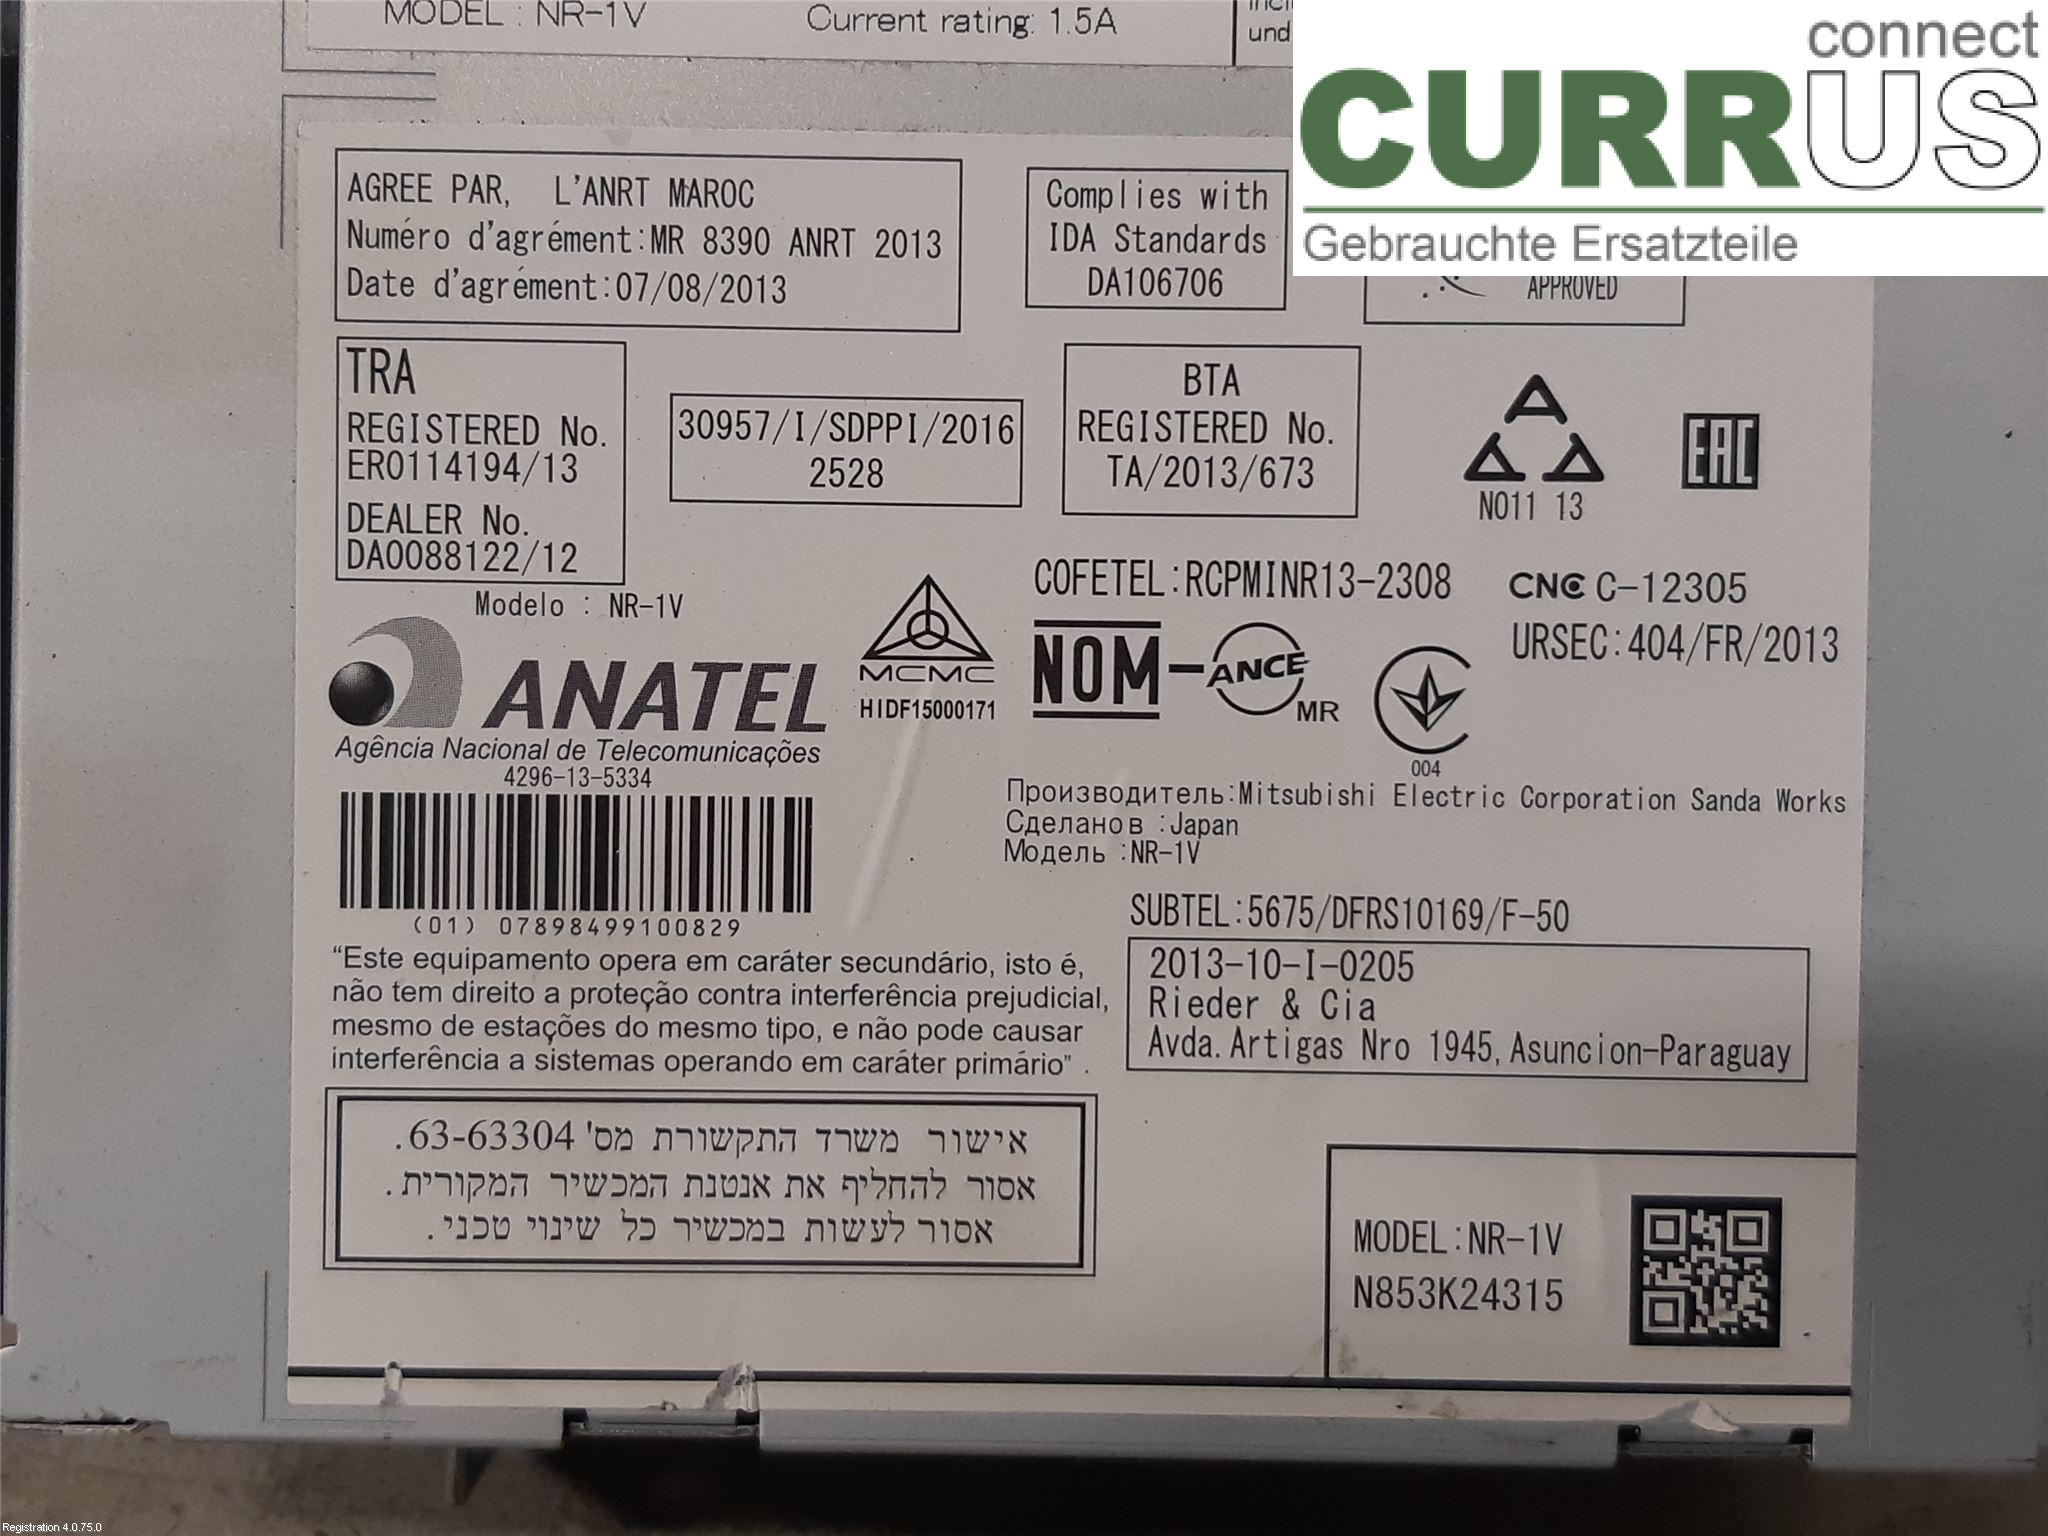 MODEL : NR-1V
Current rating: 1.5A
und
connect
CURRUS
Gebrauchte Ersatzteile
AGREE PAR, L'ANRT MAROC
Numéro d'agrément:MR 8390 ANRT 2013
Date d'agrément:07/08/2013
Complies with
IDA Standards
DA106706
APPROVED
TRA
REGISTERED No.
ER0114194/13
DEALER No.
DA0088122/12
30957/I/SDPPI/2016
2528
BTA
REGISTERED No.
TA/2013/673
N011 13
EAC
Modelo : NR-1V
ANATEL
Agência Nacional de Telecomunicações
4296-13-5334
(01) 07898499100829
MCMC
HIDF15000171
COFETEL:RCPMINR13-2308
NOM-ANCE MR
004
CNC C-12305
URSEC:404/FR/2013
Производитель:Mitsubishi Electric Corporation Sanda Works
Сделано в :Japan
Модель :NR-1V
SUBTEL:5675/DFRS10169/F-50
2013-10-I-0205
Rieder & Cia
Avda. Artigas Nro 1945, Asuncion-Paraguay
“Este equipamento opera em caráter secundário, isto é,
não tem direito a proteção contra interferência prejudicial,
mesmo de estações do mesmo tipo, e não pode causar
interferência a sistemas operando em caráter primário” .
אישור משרד התקשורת מס' 63-63304.
אסור להחליף את אנטנת המכשיר המקורית.
אסור לעשות במכשיר כל שינוי טכני.
MODEL:NR-1V
N853K24315
Registration 4.0.75.0